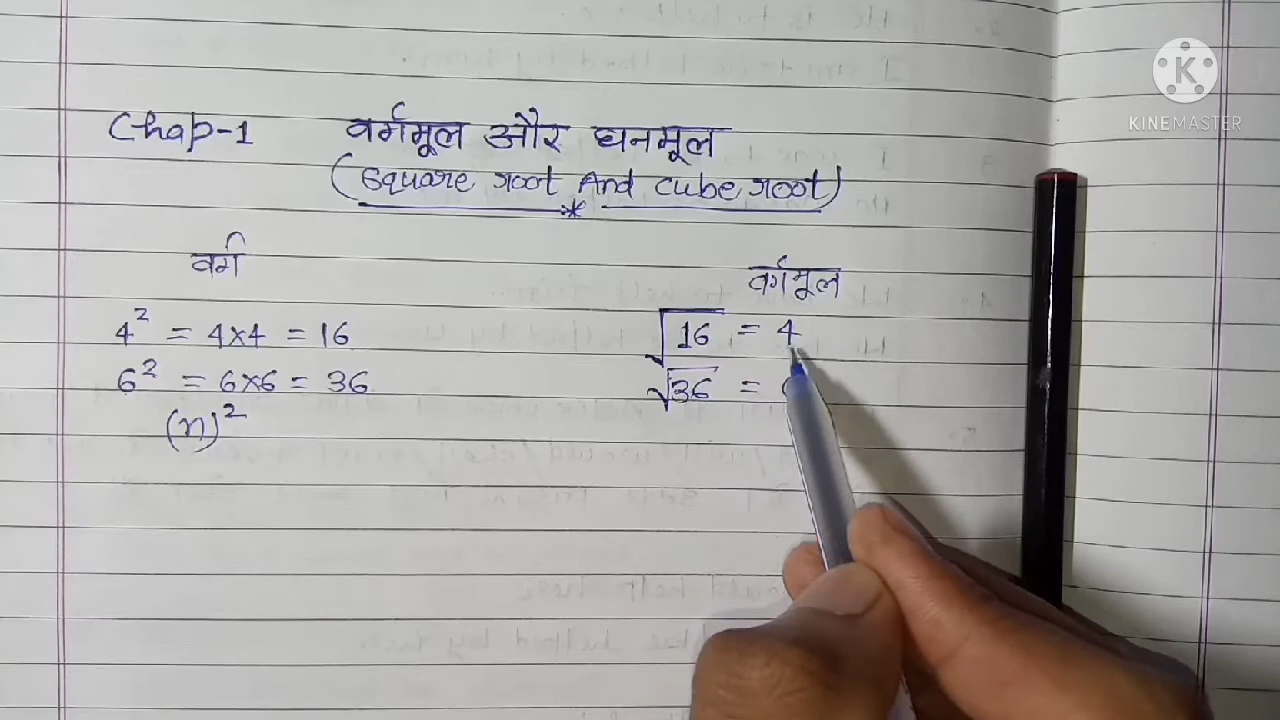 Chap-1 वर्गमूल और घनमूल
(Square root And cube root)
वर्ग
4² = 4×4 = 16
6² = 6×6 = 36
(n)²
वर्गमूल
√16 = 4
√36 =
K
KINEMASTER